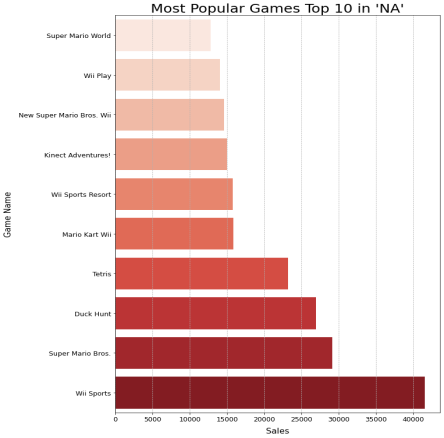 Most Popular Games Top 10 in 'NA'
Super Mario World
Wii Play
New Super Mario Bros. Wii
Kinect Adventures!
Wii Sports Resort
Mario Kart Wii
Tetris
Duck Hunt
Super Mario Bros.
Wii Sports
Game Name
0 5000 10000 15000 20000 25000 30000 35000 40000
Sales